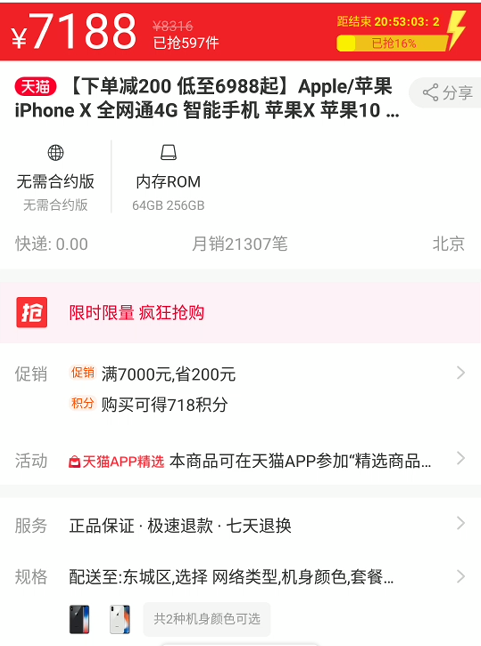 ¥7188
¥8316
已抢597件
距结束 20:53:03: 2
已抢16%
天猫 【下单减200 低至6988起】Apple/苹果
iPhone X 全网通4G 智能手机 苹果X 苹果10 ...
分享
无需合约版
无需合约版
内存ROM
64GB 256GB
快递: 0.00
月销21307笔
北京
抢 限时限量 疯狂抢购
促销 促销 满7000元,省200元
积分 购买可得718积分
活动 天猫APP精选 本商品可在天猫APP参加“精选商品...
服务 正品保证 · 极速退款 · 七天退换
规格 配送至:东城区,选择 网络类型,机身颜色,套餐...
共2种机身颜色可选